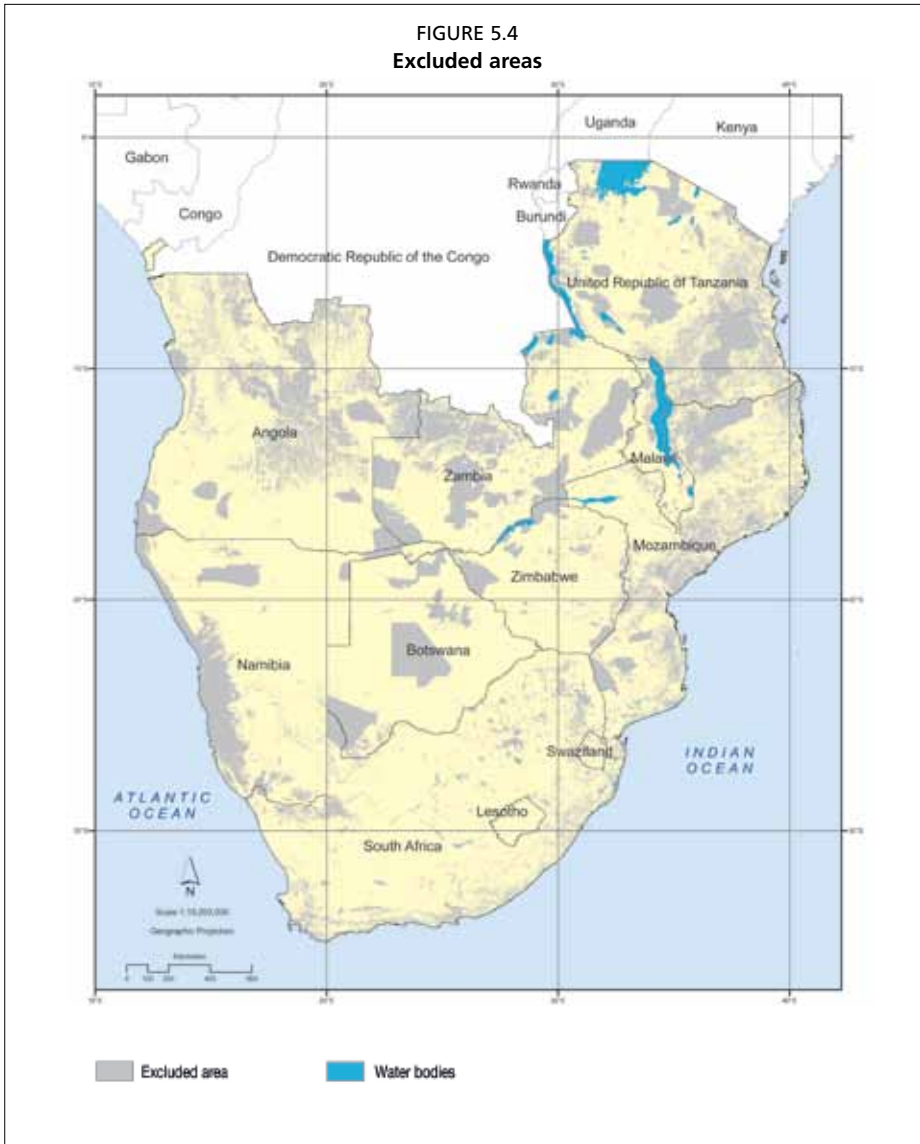 FIGURE 5.4
Excluded areas
Uganda
Kenya
Gabon
Rwanda
Congo
Burundi
Democratic Republic of the Congo
United Republic of Tanzania
Angola
Malawi
Zambia
Mozambique
Zimbabwe
Namibia
Botswana
Swaziland
INDIAN
OCEAN
ATLANTIC
OCEAN
Lesotho
South Africa
N
Geographic Projection
Kilometers
Excluded area
Water bodies